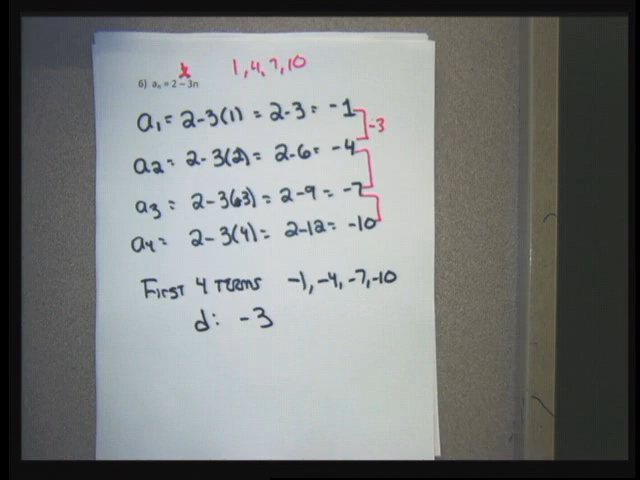 1, 4, 7, 10
6) aₙ = 2 − 3n
a₁ = 2-3(1) = 2-3 = -1
-3
a₂ = 2-3(2) = 2-6 = -4
a₃ = 2-3(3) = 2-9 = -7
a₄ = 2-3(4) = 2-12 = -10
First 4 terms -1, -4, -7, -10
d: -3